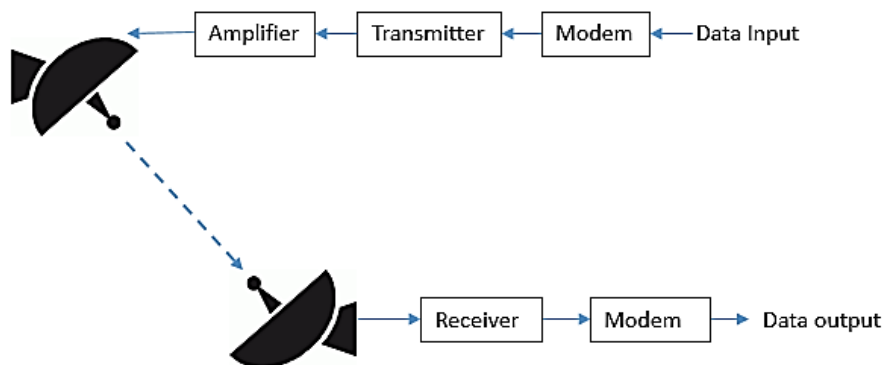 Amplifier Transmitter Modem Data Input
Receiver Modem Data output